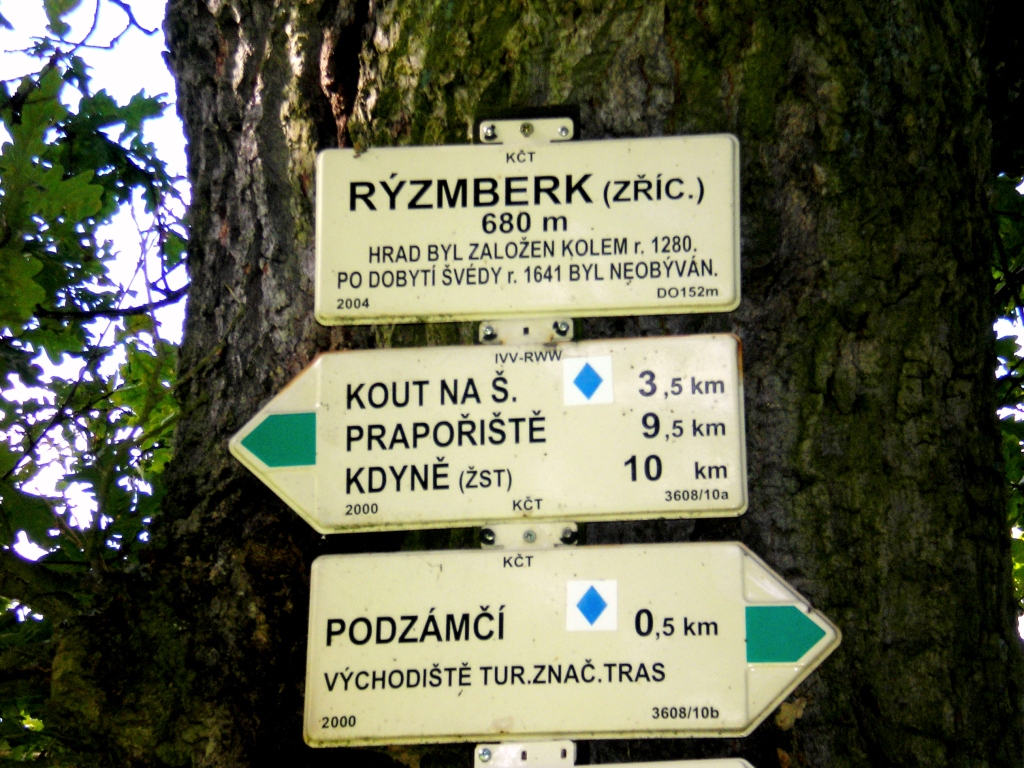 KČT
RÝZMBERK (ZŘÍC.)
680 m
HRAD BYL ZALOŽEN KOLEM r. 1280.
PO DOBYTÍ ŠVÉDY r. 1641 BYL NEOBÝVÁN.
2004 DO152m
IVV-RWW
KOUT NA Š. 3,5 km
PRAPOŘIŠTĚ 9,5 km
KDYNĚ (ŽST) 10 km
2000 KČT 3608/10a
KČT
PODZÁMČÍ 0,5 km
VÝCHODIŠTĚ TUR.ZNAČ.TRAS
2000 3608/10b